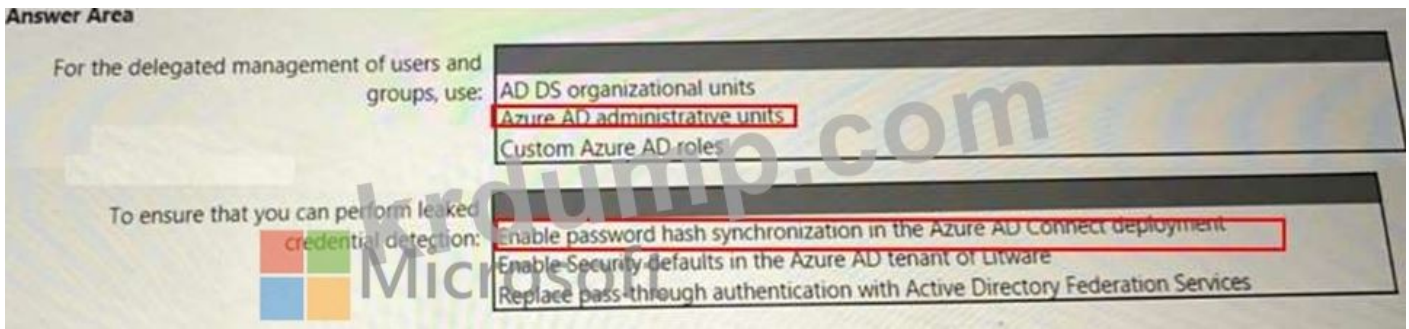 Answer Area
For the delegated management of users and
groups, use:
AD DS organizational units
Azure AD administrative units
Custom Azure AD roles
To ensure that you can perform leaked
credential detection:
Enable password hash synchronization in the Azure AD Connect deployment
Enable Security defaults in the Azure AD tenant of Litware
Replace pass-through authentication with Active Directory Federation Services
krdump.com
Microsoft